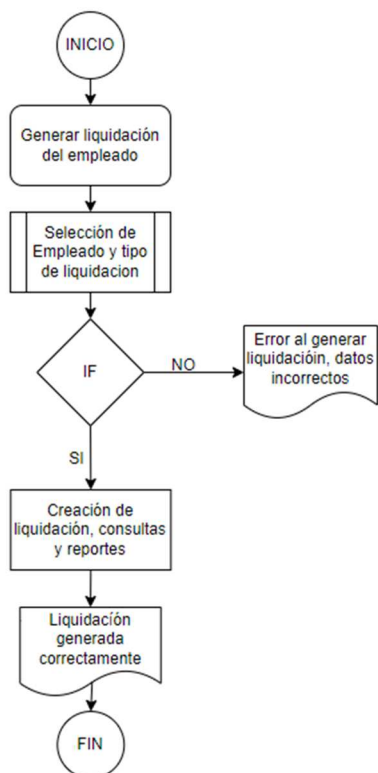 INICIO
Generar liquidación
del empleado
Selección de
Empleado y tipo
de liquidacion
IF
NO
Error al generar
liquidacióin, datos
incorrectos
SI
Creación de
liquidación, consultas
y reportes
Liquidación
generada
correctamente
FIN